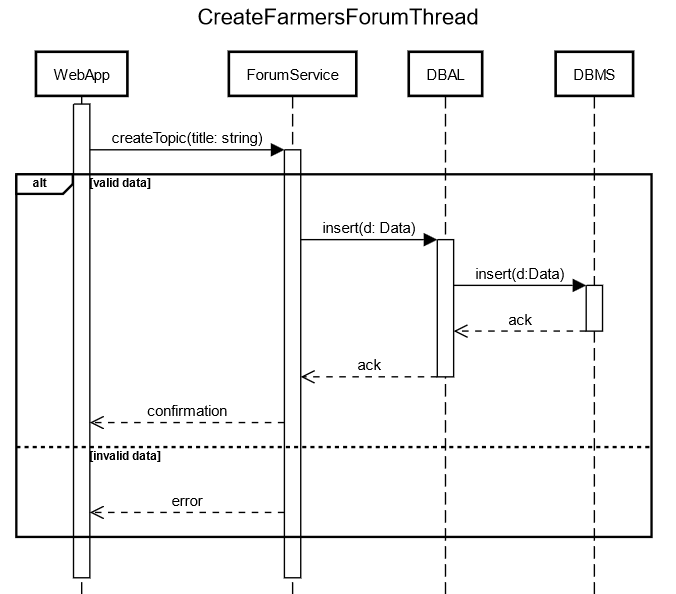 CreateFarmersForumThread
WebApp ForumService DBAL DBMS
createTopic(title: string)
alt [valid data]
insert(d: Data)
insert(d:Data)
ack
ack
confirmation
[invalid data]
error